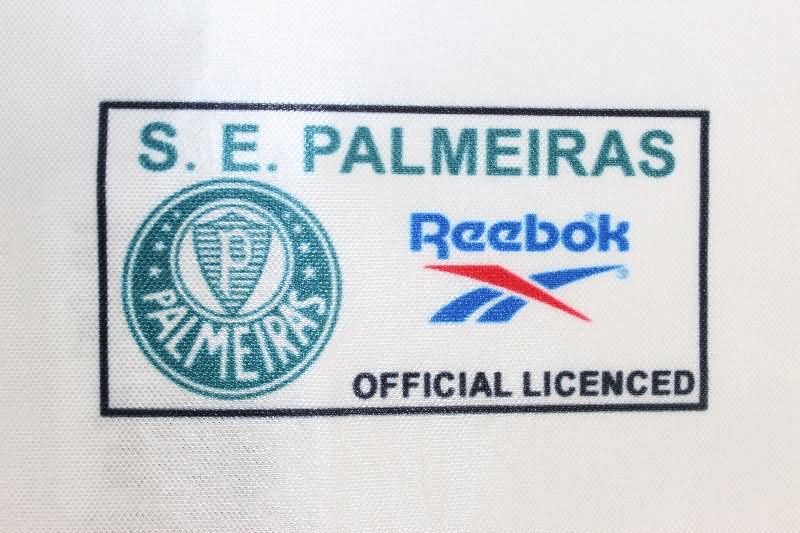 S. E. PALMEIRAS
P
PALMEIRAS
Reebok®
®
OFFICIAL LICENCED